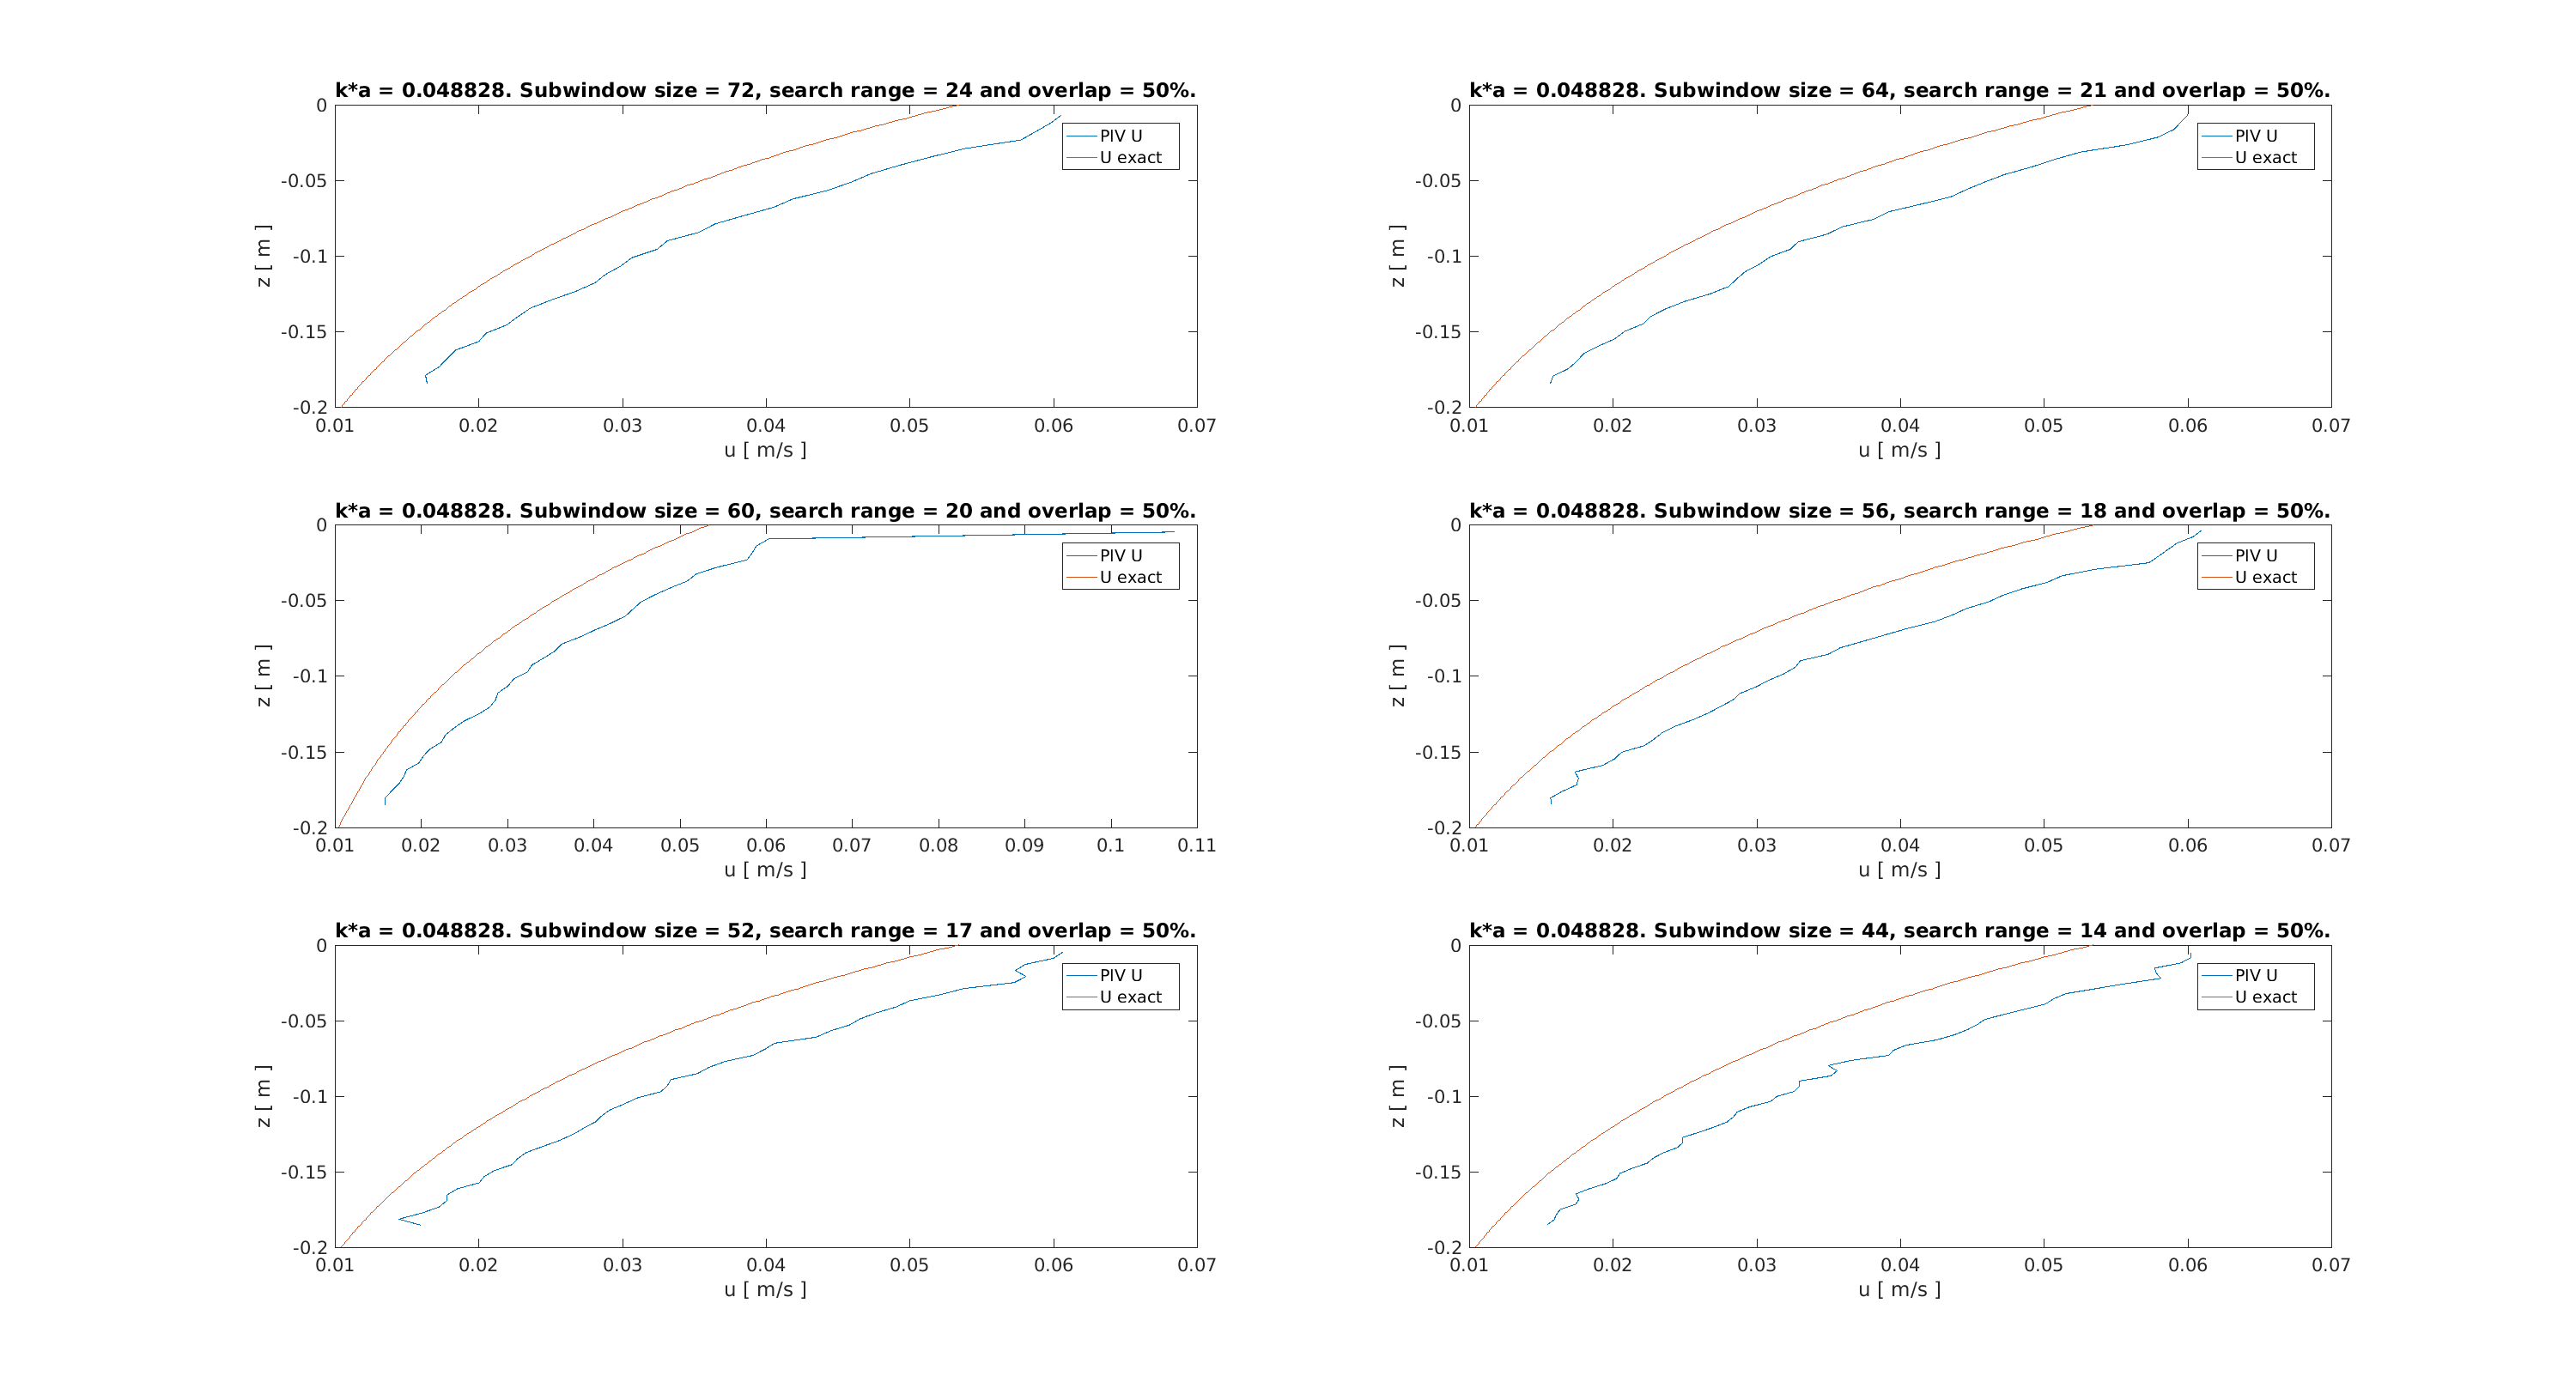 k*a = 0.048828. Subwindow size = 72, search range = 24 and overlap = 50%.
0
-0.05
-0.1
-0.15
-0.2
z [ m ]
PIV U
U exact
0.01 0.02 0.03 0.04 0.05 0.06 0.07
u [ m/s ]
k*a = 0.048828. Subwindow size = 64, search range = 21 and overlap = 50%.
0
-0.05
-0.1
-0.15
-0.2
z [ m ]
PIV U
U exact
0.01 0.02 0.03 0.04 0.05 0.06 0.07
u [ m/s ]
k*a = 0.048828. Subwindow size = 60, search range = 20 and overlap = 50%.
0
-0.05
-0.1
-0.15
-0.2
z [ m ]
PIV U
U exact
0.01 0.02 0.03 0.04 0.05 0.06 0.07 0.08 0.09 0.1 0.11
u [ m/s ]
k*a = 0.048828. Subwindow size = 56, search range = 18 and overlap = 50%.
0
-0.05
-0.1
-0.15
-0.2
z [ m ]
PIV U
U exact
0.01 0.02 0.03 0.04 0.05 0.06 0.07
u [ m/s ]
k*a = 0.048828. Subwindow size = 52, search range = 17 and overlap = 50%.
0
-0.05
-0.1
-0.15
-0.2
z [ m ]
PIV U
U exact
0.01 0.02 0.03 0.04 0.05 0.06 0.07
u [ m/s ]
k*a = 0.048828. Subwindow size = 44, search range = 14 and overlap = 50%.
0
-0.05
-0.1
-0.15
-0.2
z [ m ]
PIV U
U exact
0.01 0.02 0.03 0.04 0.05 0.06 0.07
u [ m/s ]